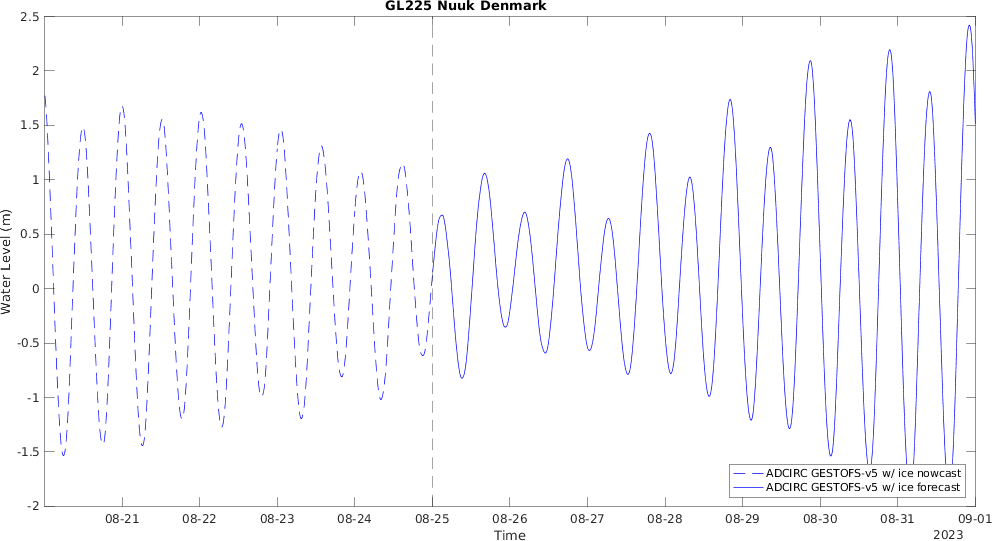 GL225 Nuuk Denmark
Water Level (m)
2.5
2
1.5
1
0.5
0
-0.5
-1
-1.5
-2
ADCIRC GESTOFS-v5 w/ ice nowcast
ADCIRC GESTOFS-v5 w/ ice forecast
08-21 08-22 08-23 08-24 08-25 08-26 08-27 08-28 08-29 08-30 08-31 09-01
Time
2023